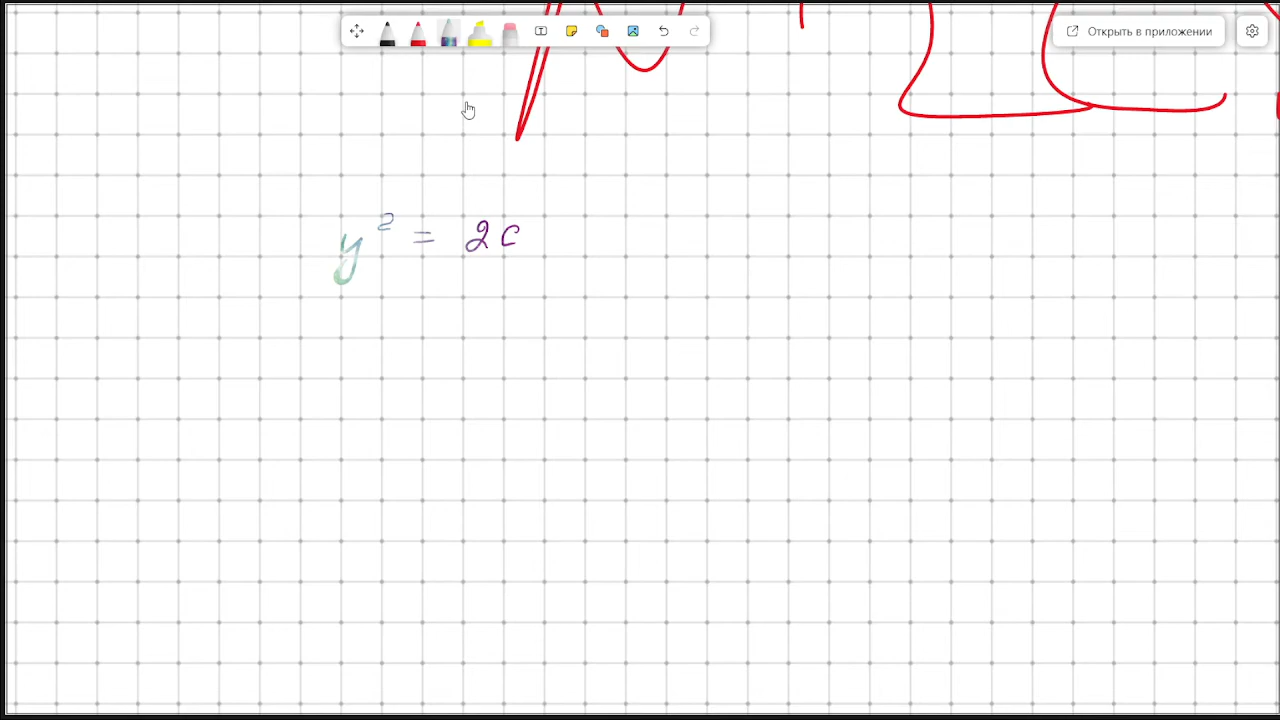 Открыть в приложении
y² = 2c